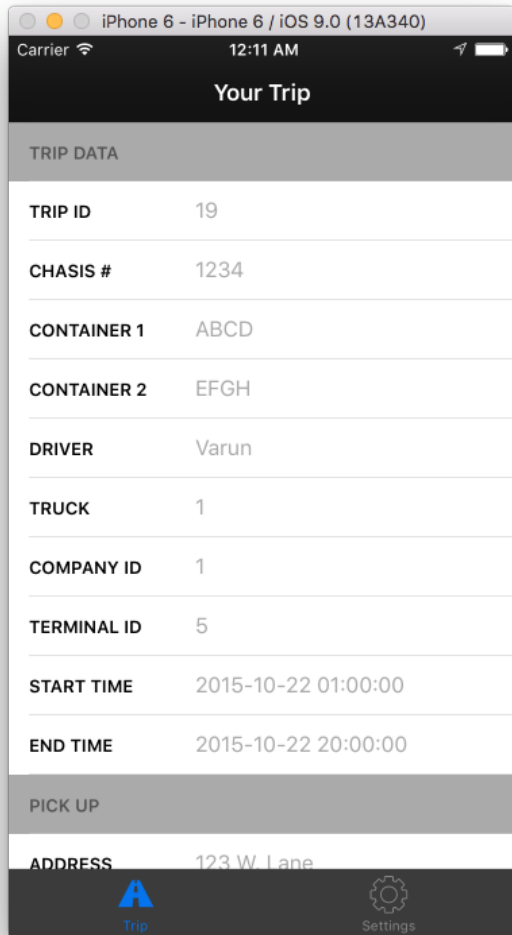 iPhone 6 - iPhone 6 / iOS 9.0 (13A340)
Carrier 12:11 AM
Your Trip
TRIP DATA
TRIP ID 19
CHASIS # 1234
CONTAINER 1 ABCD
CONTAINER 2 EFGH
DRIVER Varun
TRUCK 1
COMPANY ID 1
TERMINAL ID 5
START TIME 2015-10-22 01:00:00
END TIME 2015-10-22 20:00:00
PICK UP
ADDRESS 123 W. Lane
Trip Settings